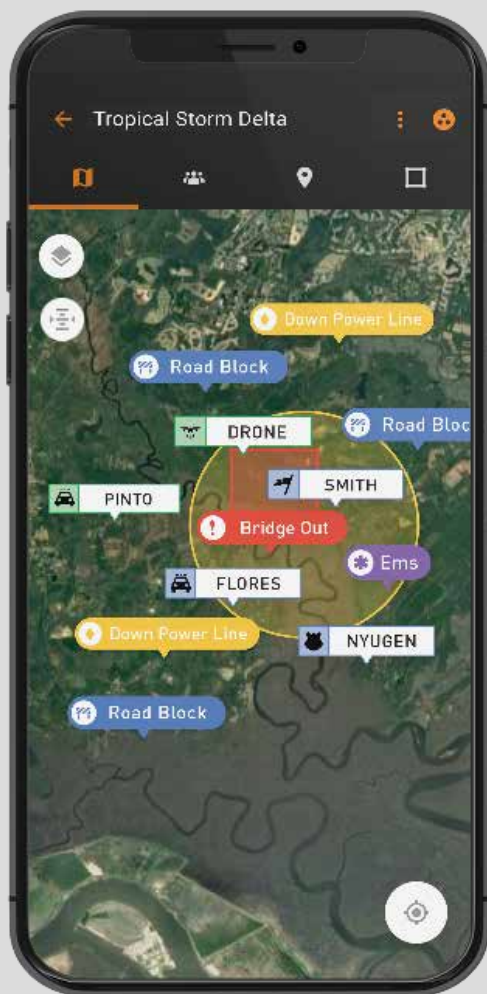 Tropical Storm Delta
Down Power Line
Road Block
Road Bloc
DRONE
SMITH
PINTO
Bridge Out
Ems
FLORES
Down Power Line
NYUGEN
Road Block